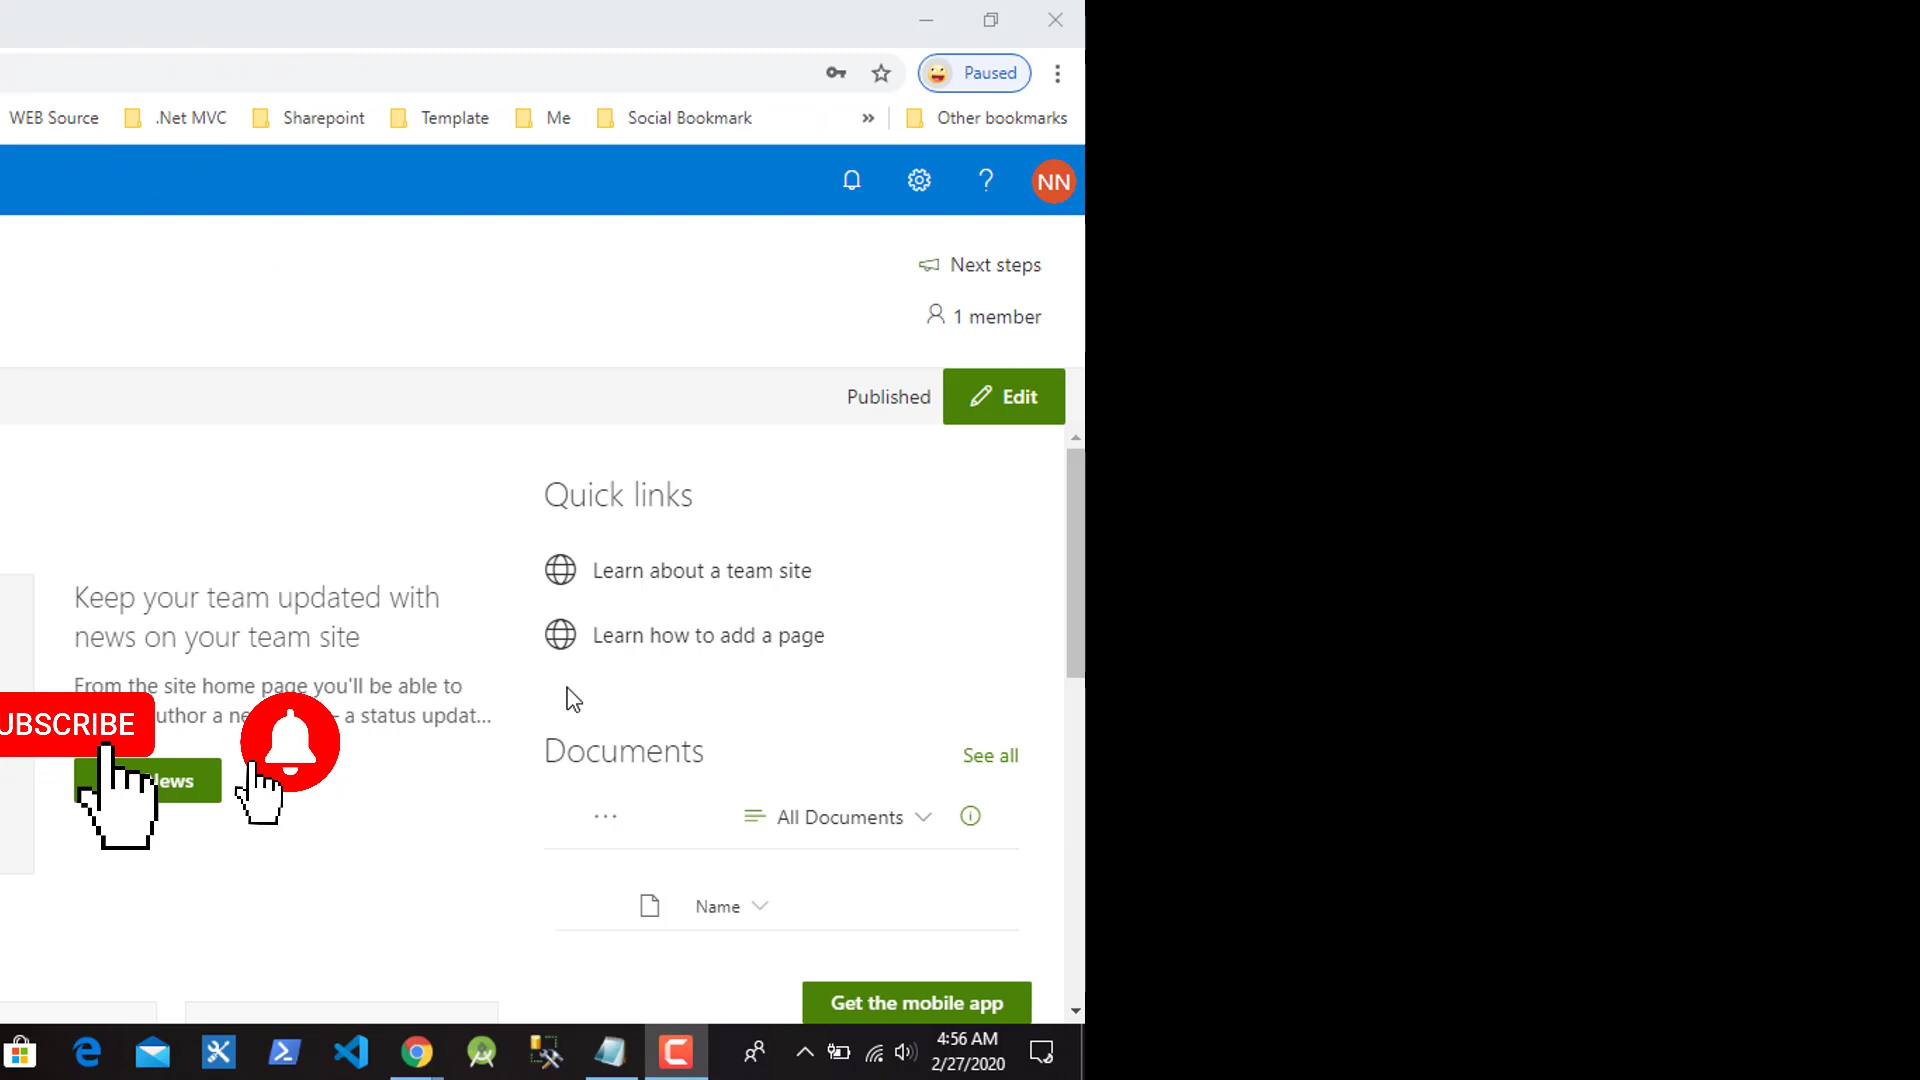 Paused
WEB Source .Net MVC Sharepoint Template Me Social Bookmark » Other bookmarks
NN
Next steps
1 member
Published Edit
Quick links
Learn about a team site
Keep your team updated with
news on your team site
Learn how to add a page
From the site home page you'll be able to
a status updat...
UBSCRIBE
Documents See all
All Documents
Name
Get the mobile app
4:56 AM
2/27/2020